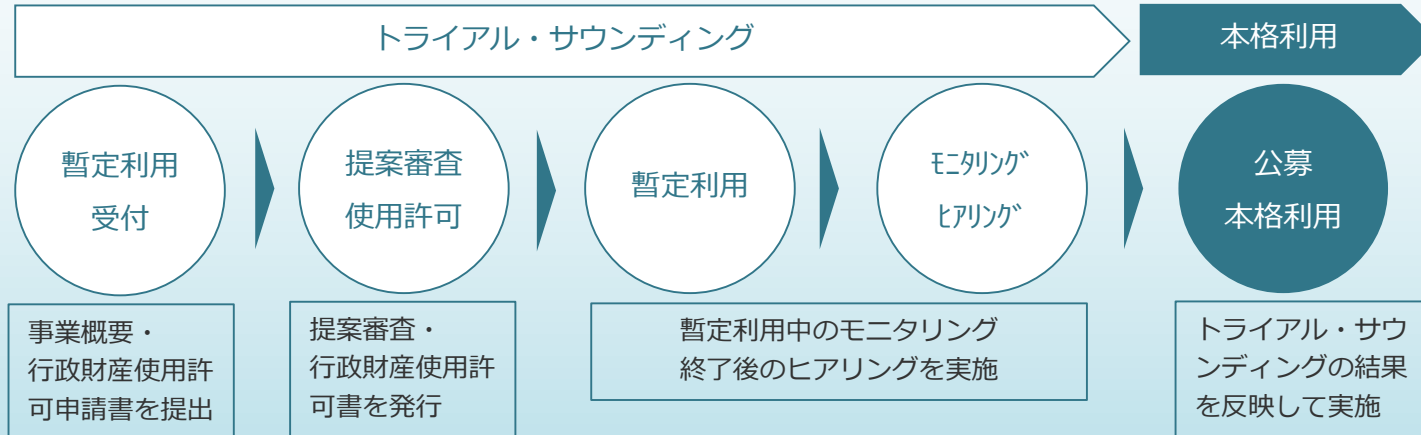 トライアル・サウンディング
本格利用
暫定利用
受付
提案審査
使用許可
暫定利用
ﾓﾆﾀﾘﾝｸﾞ
ﾋｱﾘﾝｸﾞ
公募
本格利用
事業概要・
行政財産使用許
可申請書を提出
提案審査・
行政財産使用許
可書を発行
暫定利用中のモニタリング
終了後のヒアリングを実施
トライアル・サウ
ンディングの結果
を反映して実施